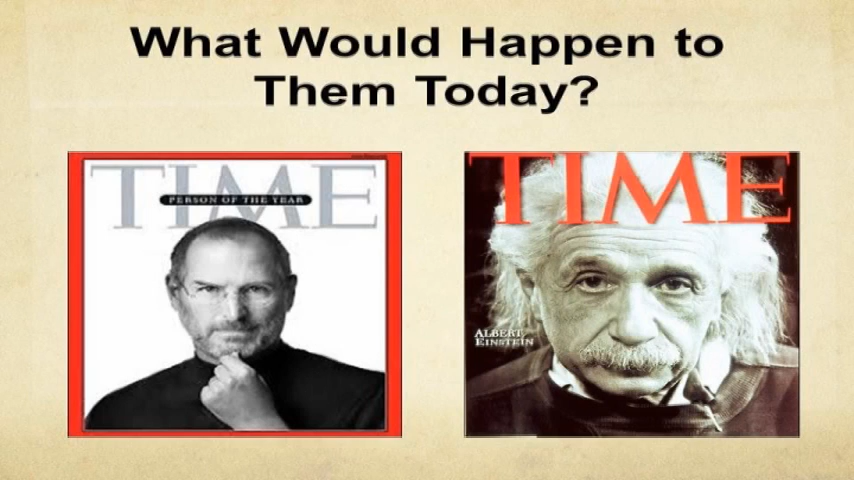 What Would Happen to
Them Today?
TIME
PERSON OF THE YEAR
TIME
ALBERT
EINSTEIN